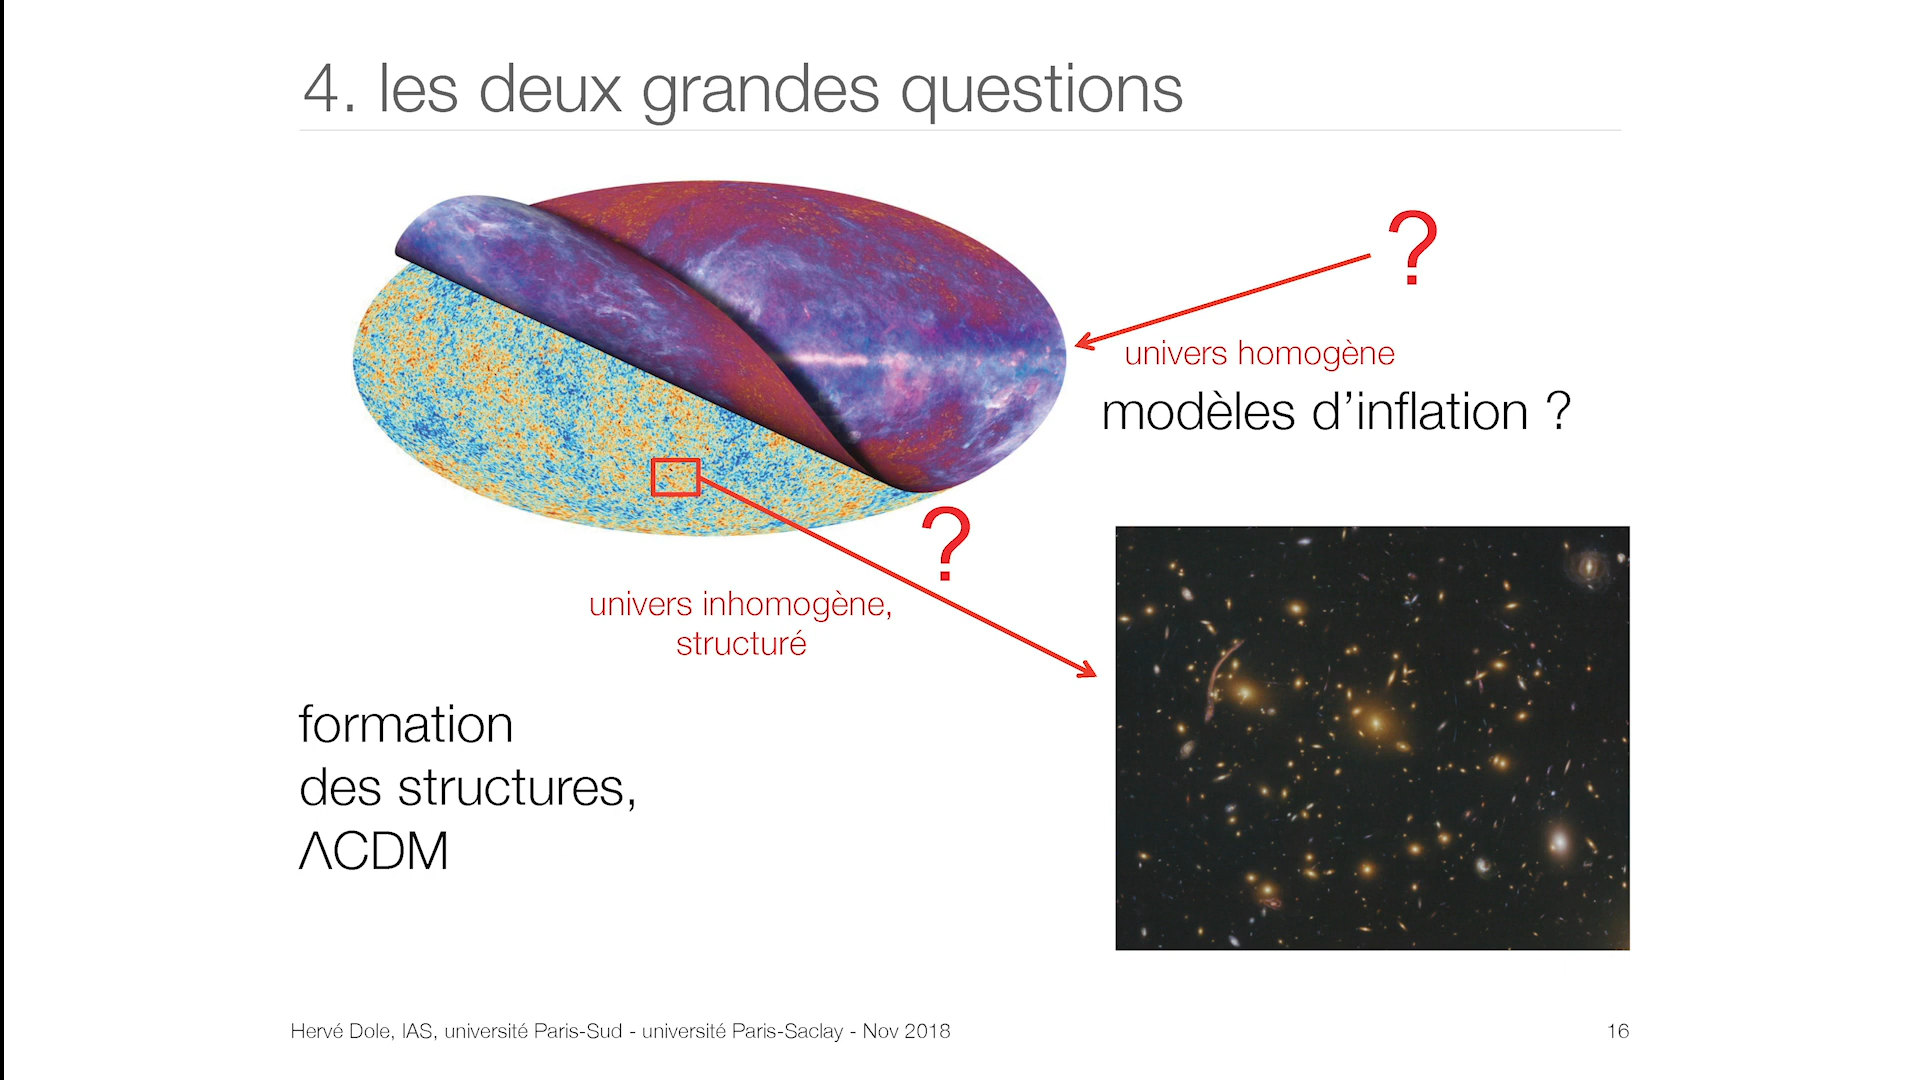 4. les deux grandes questions
?
univers homogène
modèles d’inflation ?
?
univers inhomogène,
structuré
formation
des structures,
ΛCDM
Hervé Dole, IAS, université Paris-Sud - université Paris-Saclay - Nov 2018
16